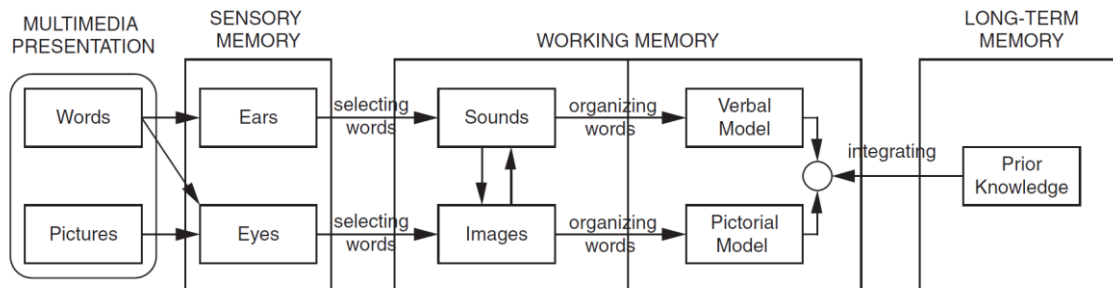 MULTIMEDIA
PRESENTATION
SENSORY
MEMORY
WORKING MEMORY
LONG-TERM
MEMORY
Words
Ears
selecting
words
Sounds
organizing
words
Verbal
Model
integrating
Prior
Knowledge
Pictures
Eyes
selecting
words
Images
organizing
words
Pictorial
Model